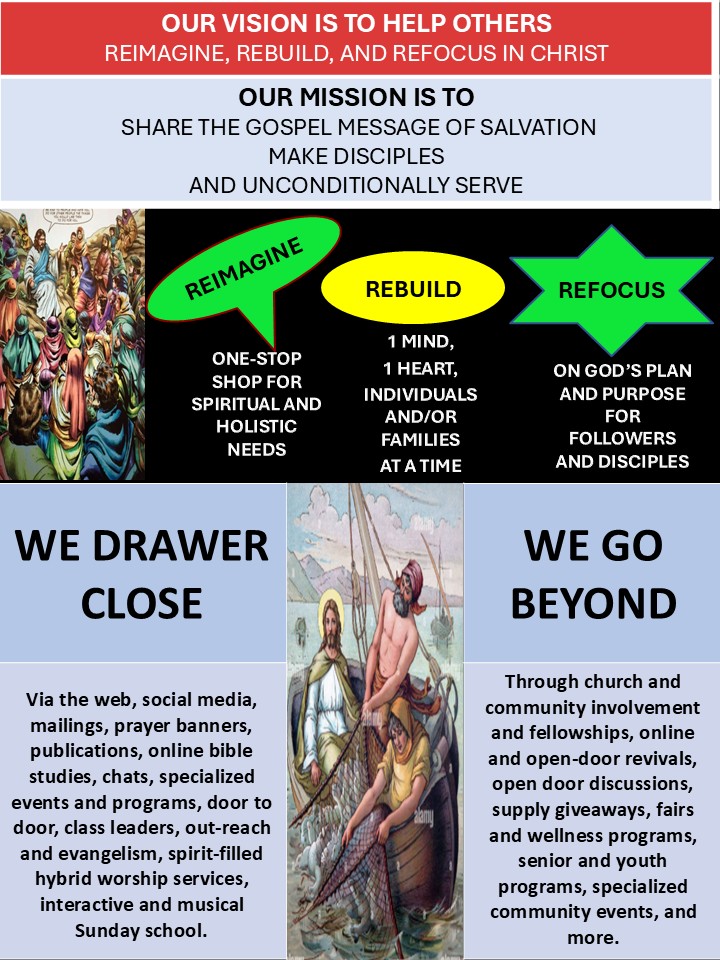 OUR VISION IS TO HELP OTHERS
REIMAGINE, REBUILD, AND REFOCUS IN CHRIST
OUR MISSION IS TO
SHARE THE GOSPEL MESSAGE OF SALVATION
MAKE DISCIPLES
AND UNCONDITIONALLY SERVE
REIMAGINE
ONE-STOP
SHOP FOR
SPIRITUAL AND
HOLISTIC
NEEDS
REBUILD
1 MIND,
1 HEART,
INDIVIDUALS
AND/OR
FAMILIES
AT A TIME
REFOCUS
ON GOD’S PLAN
AND PURPOSE
FOR
FOLLOWERS
AND DISCIPLES
WE DRAWER
CLOSE
Via the web, social media,
mailings, prayer banners,
publications, online bible
studies, chats, specialized
events and programs, door to
door, class leaders, out-reach
and evangelism, spirit-filled
hybrid worship services,
interactive and musical
Sunday school.
alamy
alamy
alamy
WE GO
BEYOND
Through church and
community involvement
and fellowships, online
and open-door revivals,
open door discussions,
supply giveaways, fairs
and wellness programs,
senior and youth
programs, specialized
community events, and
more.